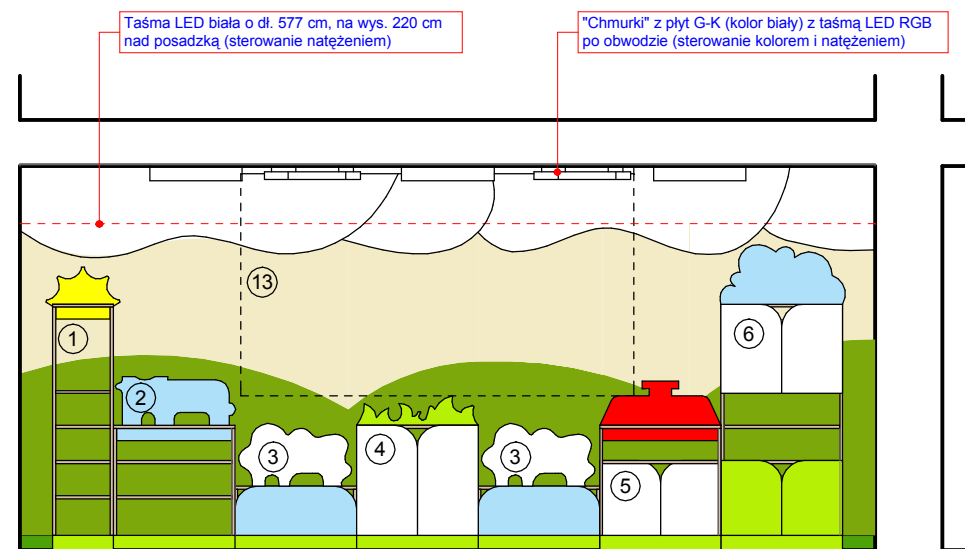 Taśma LED biała o dł. 577 cm, na wys. 220 cm
nad posadzką (sterowanie natężeniem)
"Chmurki" z płyt G-K (kolor biały) z taśmą LED RGB
po obwodzie (sterowanie kolorem i natężeniem)
13
1
6
2
3
4
3
5